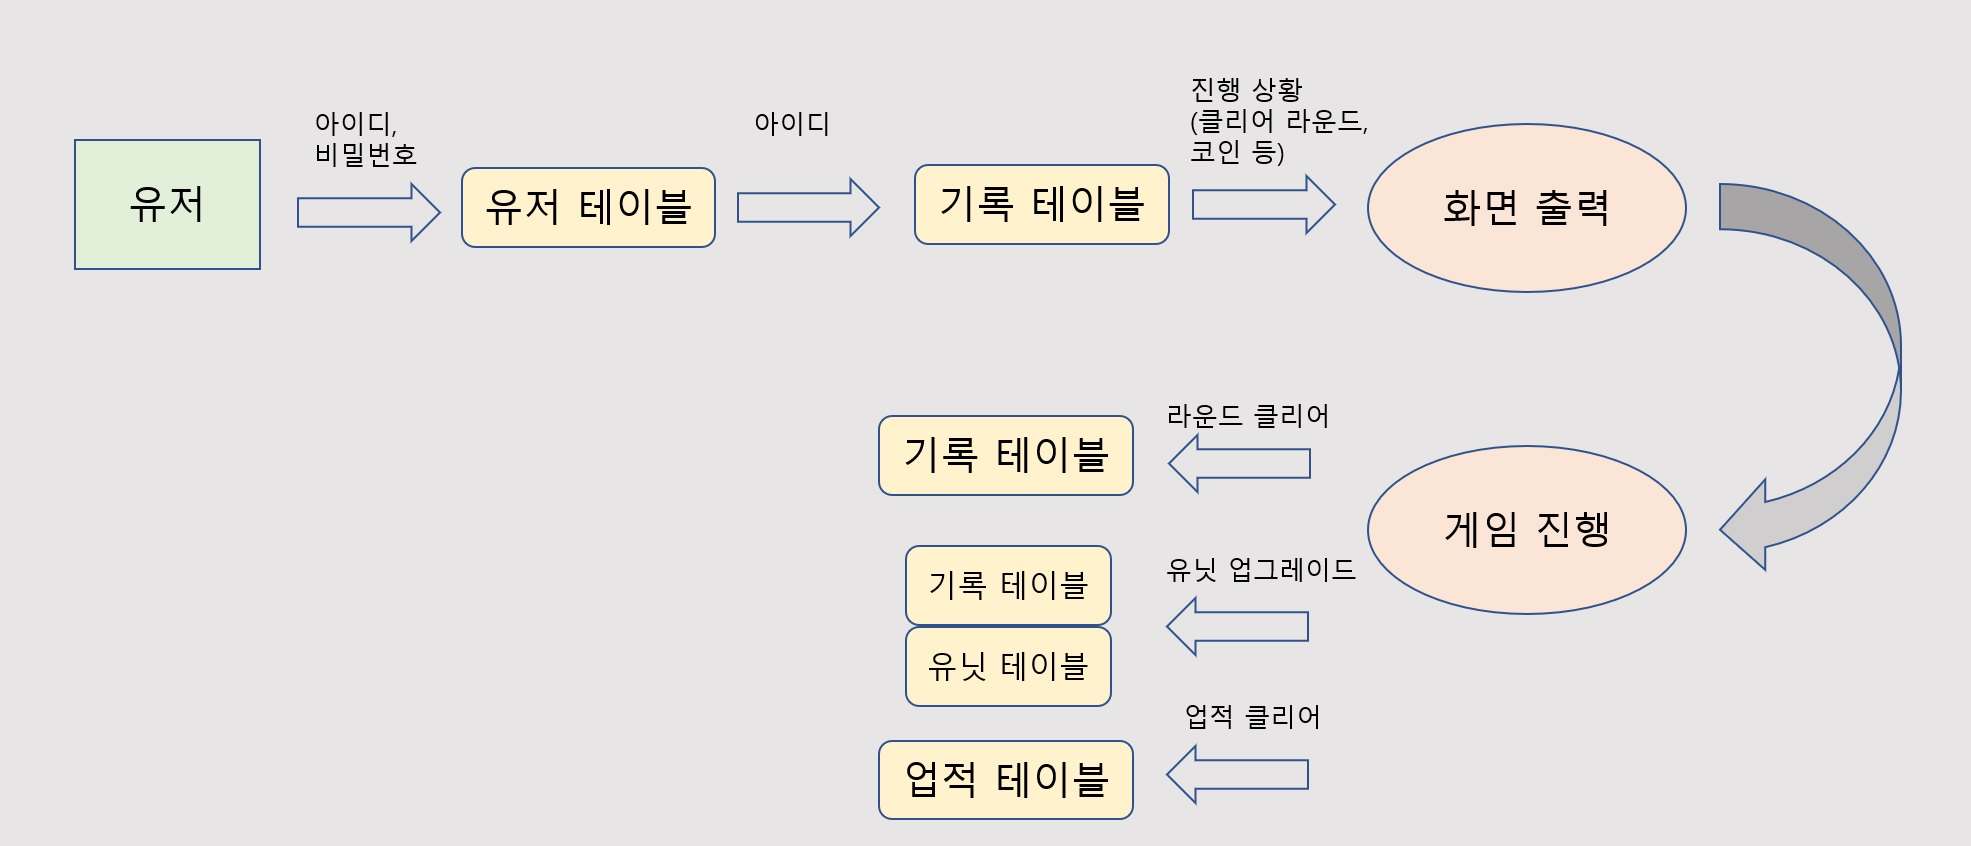 유저
아이디,
비밀번호
유저 테이블
아이디
기록 테이블
진행 상황
(클리어 라운드,
코인 등)
화면 출력
게임 진행
라운드 클리어
기록 테이블
유닛 업그레이드
기록 테이블
유닛 테이블
업적 클리어
업적 테이블